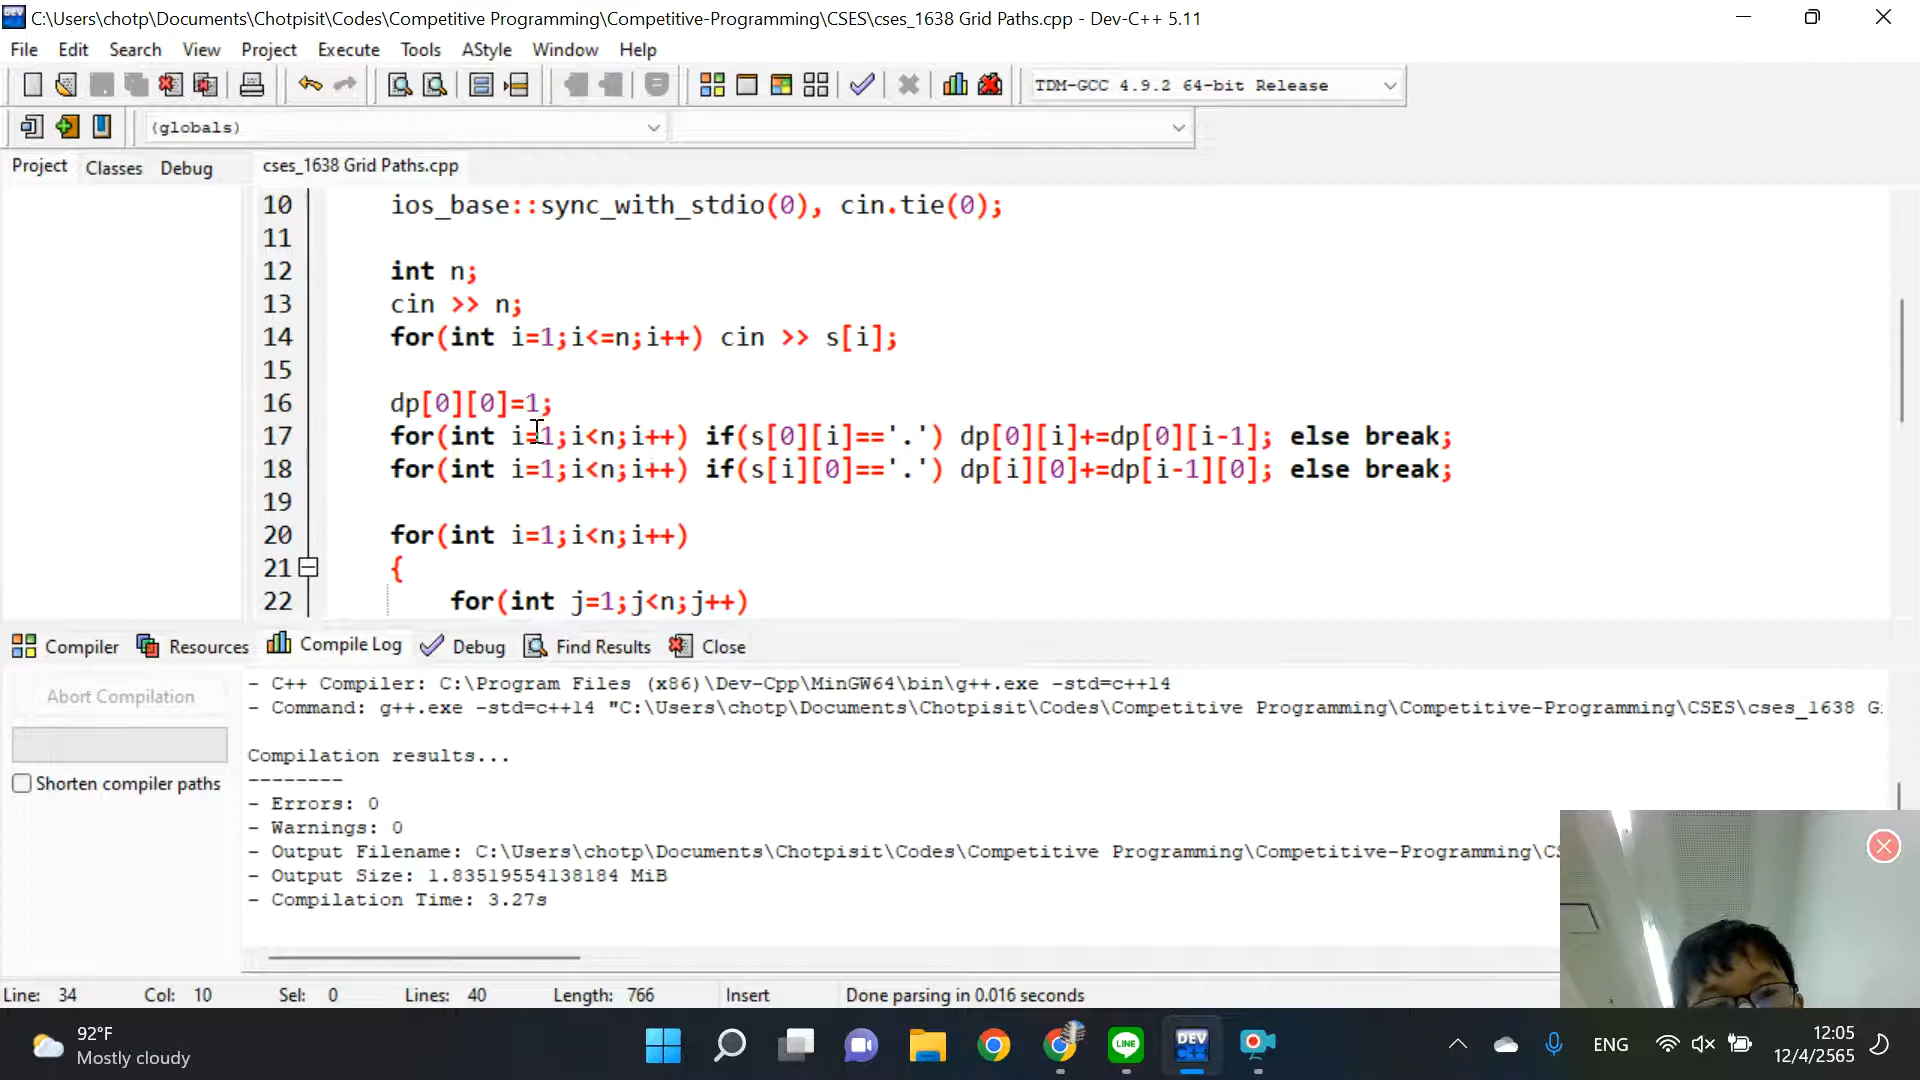 C:\Users\chotp\Documents\Chotpisit\Codes\Competitive Programming\Competitive-Programming\CSES\cses_1638 Grid Paths.cpp - Dev-C++ 5.11
File Edit Search View Project Execute Tools AStyle Window Help
TDM-GCC 4.9.2 64-bit Release
(globals)
Project Classes Debug cses_1638 Grid Paths.cpp
10 ios_base::sync_with_stdio(0), cin.tie(0);
11
12 int n;
13 cin >> n;
14 for(int i=1;i<=n;i++) cin >> s[i];
15
16 dp[0][0]=1;
17 for(int i=1;i<n;i++) if(s[0][i]=='.') dp[0][i]+=dp[0][i-1]; else break;
18 for(int i=1;i<n;i++) if(s[i][0]=='.') dp[i][0]+=dp[i-1][0]; else break;
19
20 for(int i=1;i<n;i++)
21 {
22 for(int j=1;j<n;j++)
Compiler Resources Compile Log Debug Find Results Close
Abort Compilation
Shorten compiler paths
- C++ Compiler: C:\Program Files (x86)\Dev-Cpp\MinGW64\bin\g++.exe -std=c++14
- Command: g++.exe -std=c++14 "C:\Users\chotp\Documents\Chotpisit\Codes\Competitive Programming\Competitive-Programming\CSES\cses_1638 G
Compilation results...
--------
- Errors: 0
- Warnings: 0
- Output Filename: C:\Users\chotp\Documents\Chotpisit\Codes\Competitive Programming\Competitive-Programming\CS
- Output Size: 1.83519554138184 MiB
- Compilation Time: 3.27s
Line: 34 Col: 10 Sel: 0 Lines: 40 Length: 766 Insert Done parsing in 0.016 seconds
92°F
Mostly cloudy
LINE
DEV
ENG
12:05
12/4/2565